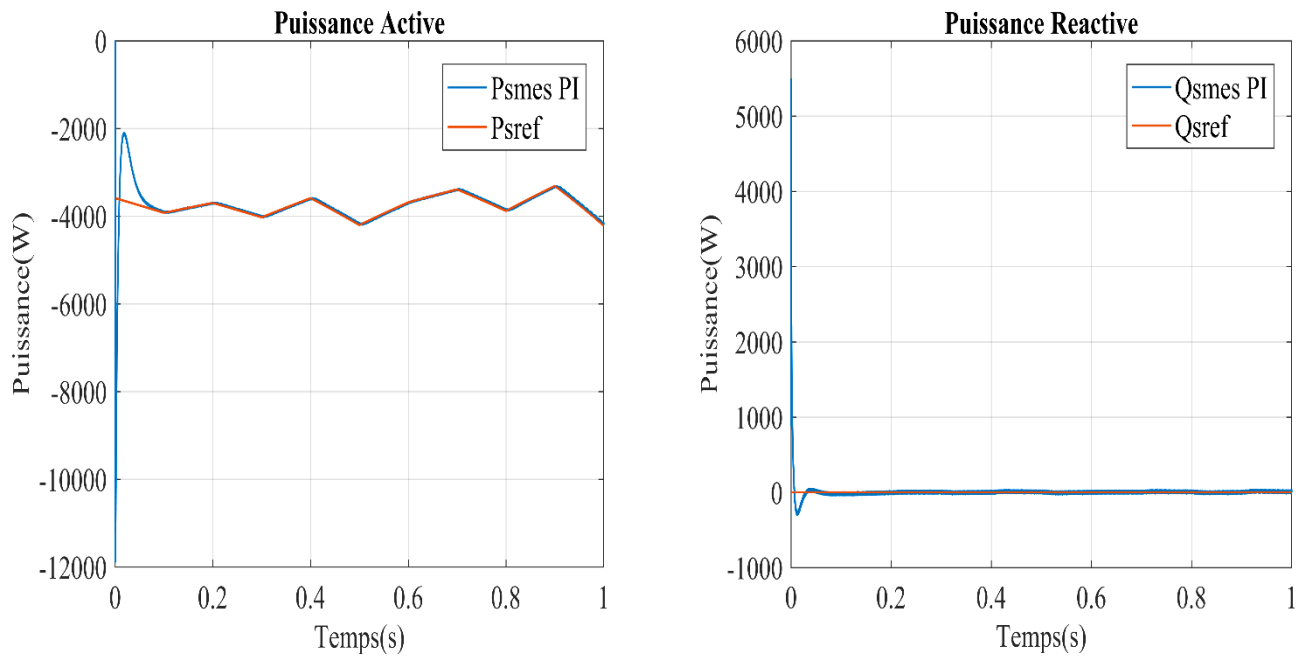 Puissance Active
0
-2000
-4000
-6000
-8000
-10000
-12000
Puissance(W)
Psmes PI
Psref
0
0.2
0.4
0.6
0.8
1
Temps(s)
Puissance Reactive
6000
5000
4000
3000
2000
1000
0
-1000
Puissance(W)
Qsmes PI
Qsref
0
0.2
0.4
0.6
0.8
1
Temps(s)